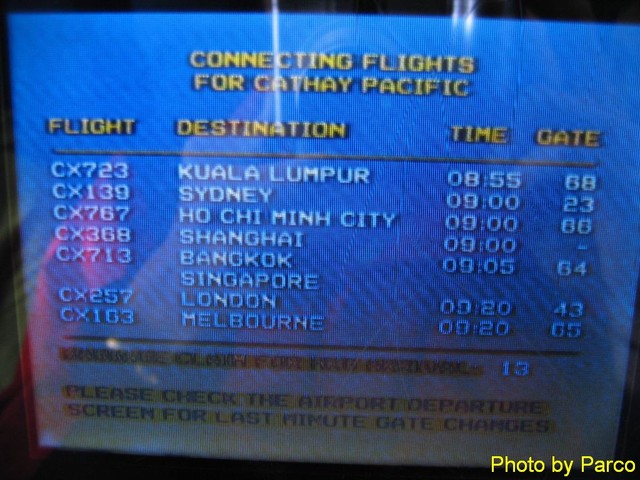 CONNECTING FLIGHTS
FOR CATHAY PACIFIC
FLIGHT DESTINATION TIME GATE
CX723 KUALA LUMPUR 08:55 68
CX139 SYDNEY 09:00 23
CX767 HO CHI MINH CITY 09:00 66
CX368 SHANGHAI 09:00 -
CX713 BANGKOK 09:05 64
SINGAPORE
CX257 LONDON 09:20 43
CX163 MELBOURNE 09:20 65
CLAIM FOR ARRIVAL 13
PLEASE CHECK THE AIRPORT DEPARTURE
SCREEN FOR LAST MINUTE GATE CHANGES
Photo by Parco